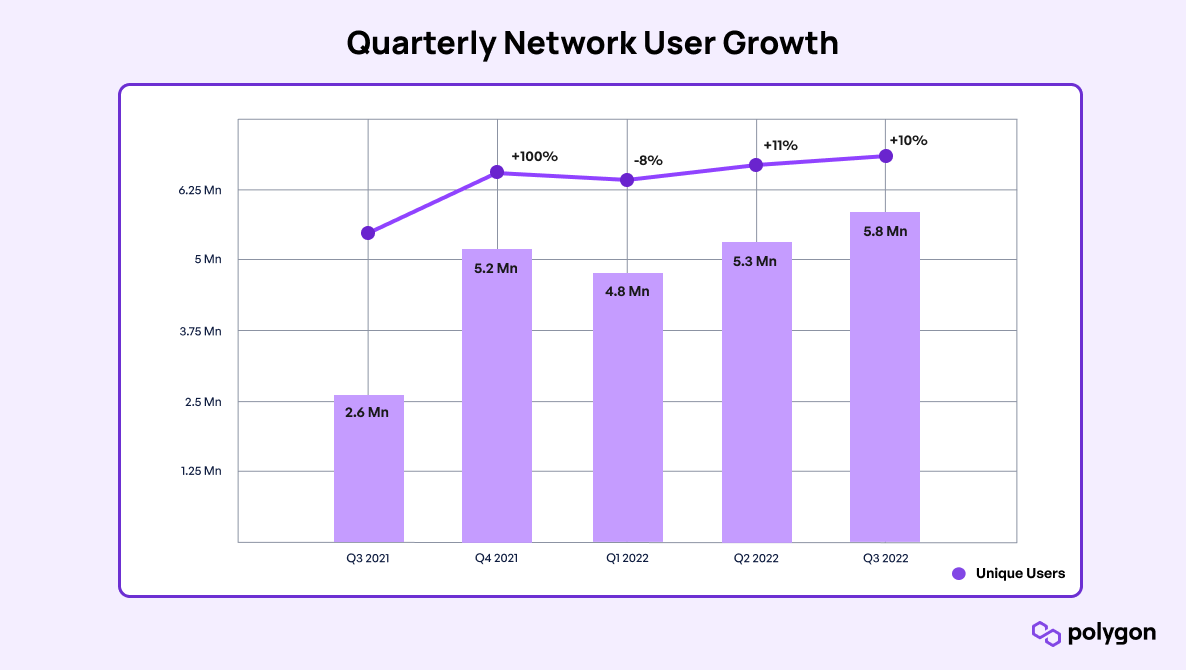 Quarterly Network User Growth
+100%
-8%
+11%
+10%
6.25 Mn
5 Mn
3.75 Mn
2.5 Mn
1.25 Mn
2.6 Mn
5.2 Mn
4.8 Mn
5.3 Mn
5.8 Mn
Q3 2021
Q4 2021
Q1 2022
Q2 2022
Q3 2022
Unique Users
polygon